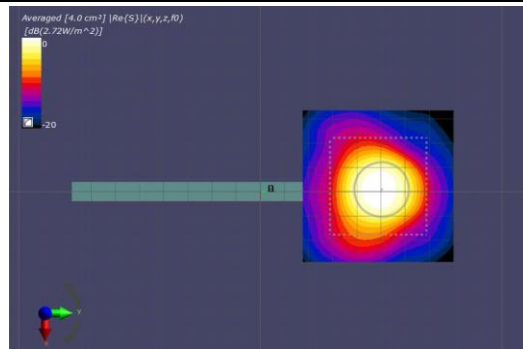 Averaged [4.0 cm²] |Re{S}|(x,y,z,f0)
[dB(2.72W/m^2)]
0
-20
Y